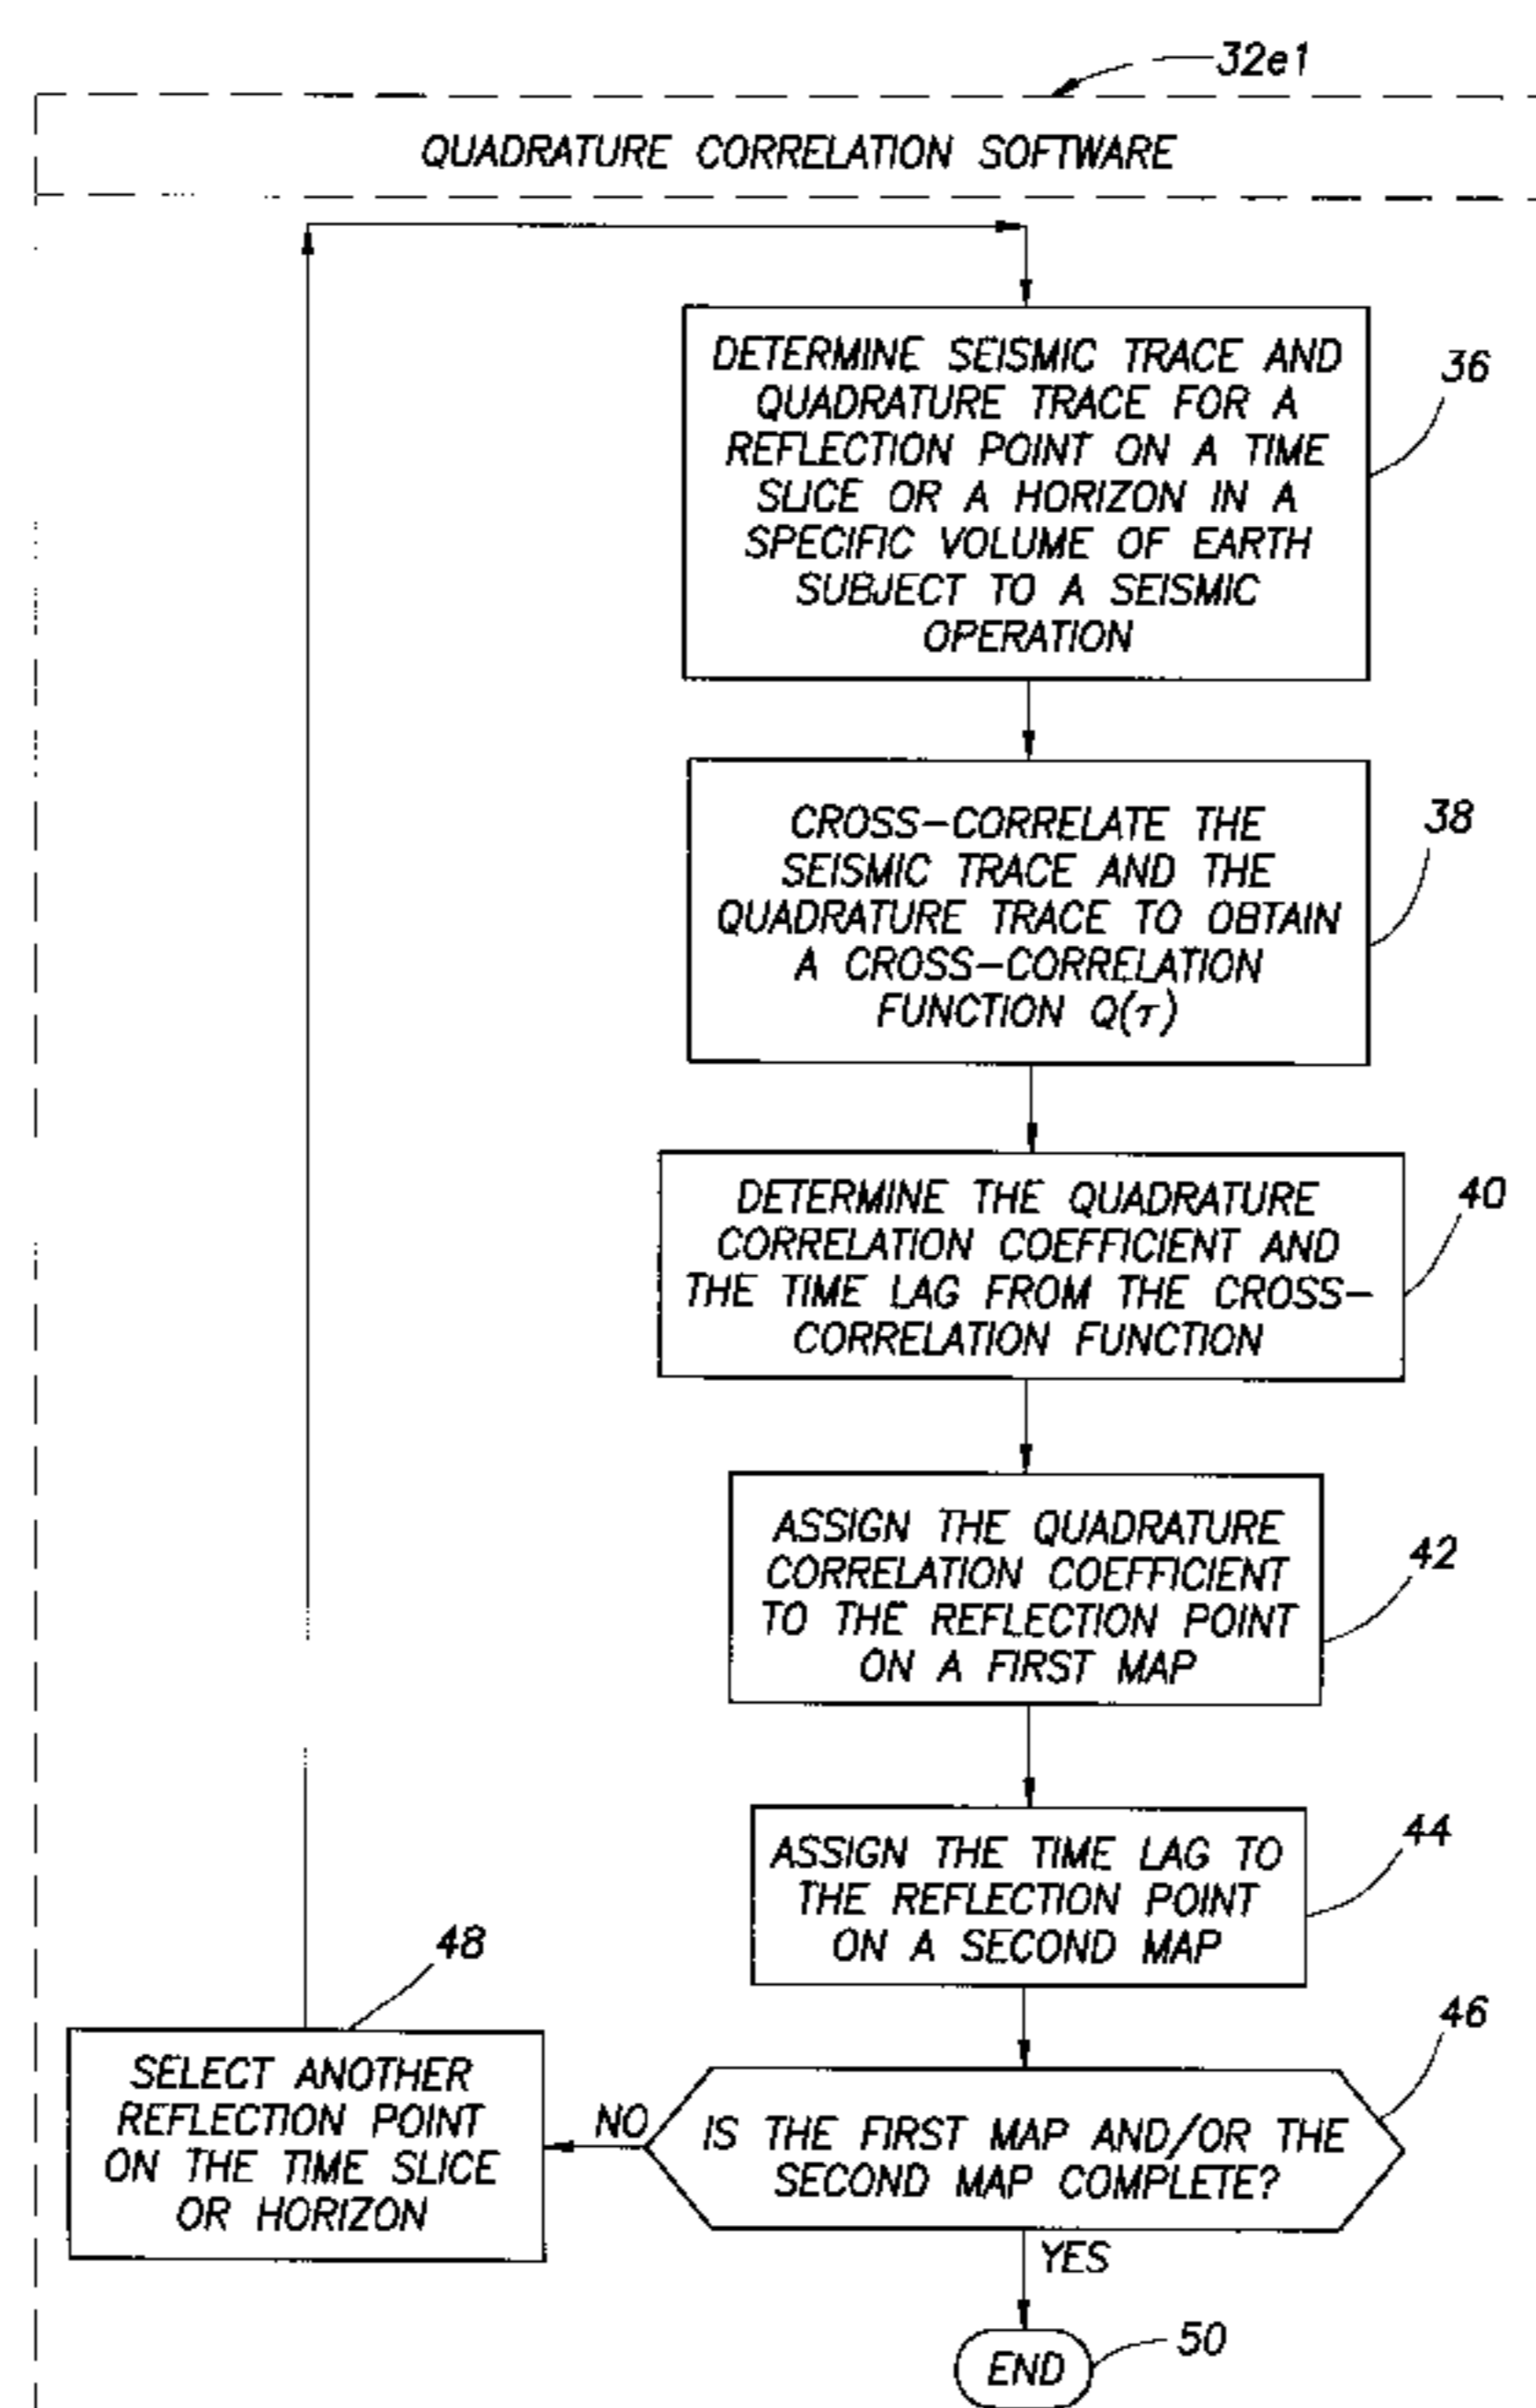 32e1
QUADRATURE CORRELATION SOFTWARE
DETERMINE SEISMIC TRACE AND
QUADRATURE TRACE FOR A
REFLECTION POINT ON A TIME
SLICE OR A HORIZON IN A
SPECIFIC VOLUME OF EARTH
SUBJECT TO A SEISMIC
OPERATION
36
CROSS-CORRELATE THE
SEISMIC TRACE AND THE
QUADRATURE TRACE TO OBTAIN
A CROSS-CORRELATION
FUNCTION Q(τ)
38
DETERMINE THE QUADRATURE
CORRELATION COEFFICIENT AND
THE TIME LAG FROM THE CROSS-
CORRELATION FUNCTION
40
ASSIGN THE QUADRATURE
CORRELATION COEFFICIENT
TO THE REFLECTION POINT
ON A FIRST MAP
42
ASSIGN THE TIME LAG TO
THE REFLECTION POINT
ON A SECOND MAP
44
IS THE FIRST MAP AND/OR THE
SECOND MAP COMPLETE?
46
NO
SELECT ANOTHER
REFLECTION POINT
ON THE TIME SLICE
OR HORIZON
48
YES
END
50